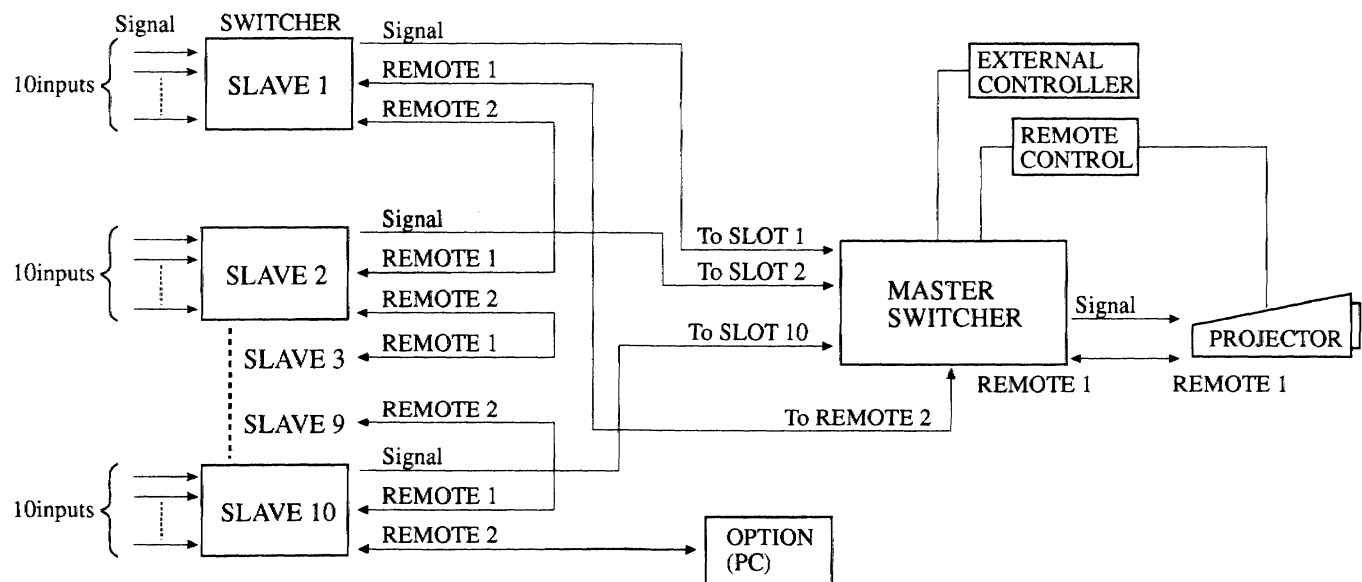 Signal
SWITCHER
10inputs
SLAVE 1
Signal
REMOTE 1
REMOTE 2
EXTERNAL
CONTROLLER
REMOTE
CONTROL
10inputs
SLAVE 2
Signal
REMOTE 1
REMOTE 2
SLAVE 3
REMOTE 1
SLAVE 9
REMOTE 2
10inputs
SLAVE 10
Signal
REMOTE 1
REMOTE 2
OPTION
(PC)
To SLOT 1
To SLOT 2
To SLOT 10
To REMOTE 2
MASTER
SWITCHER
Signal
REMOTE 1
REMOTE 1
PROJECTOR